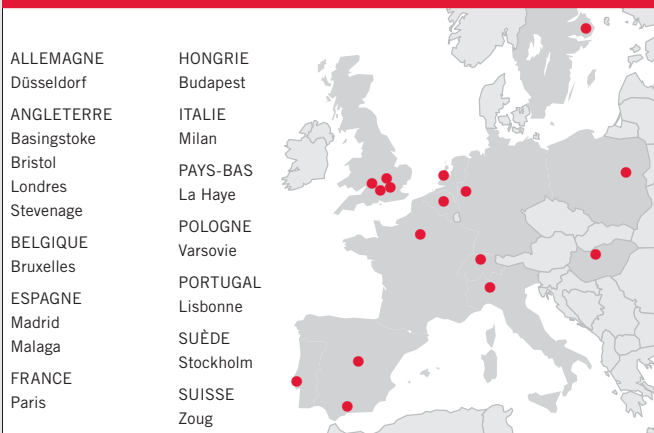 ALLEMAGNE
Düsseldorf
ANGLETERRE
Basingstoke
Bristol
Londres
Stevenage
BELGIQUE
Bruxelles
ESPAGNE
Madrid
Malaga
FRANCE
Paris
HONGRIE
Budapest
ITALIE
Milan
PAYS-BAS
La Haye
POLOGNE
Varsovie
PORTUGAL
Lisbonne
SUÈDE
Stockholm
SUISSE
Zoug